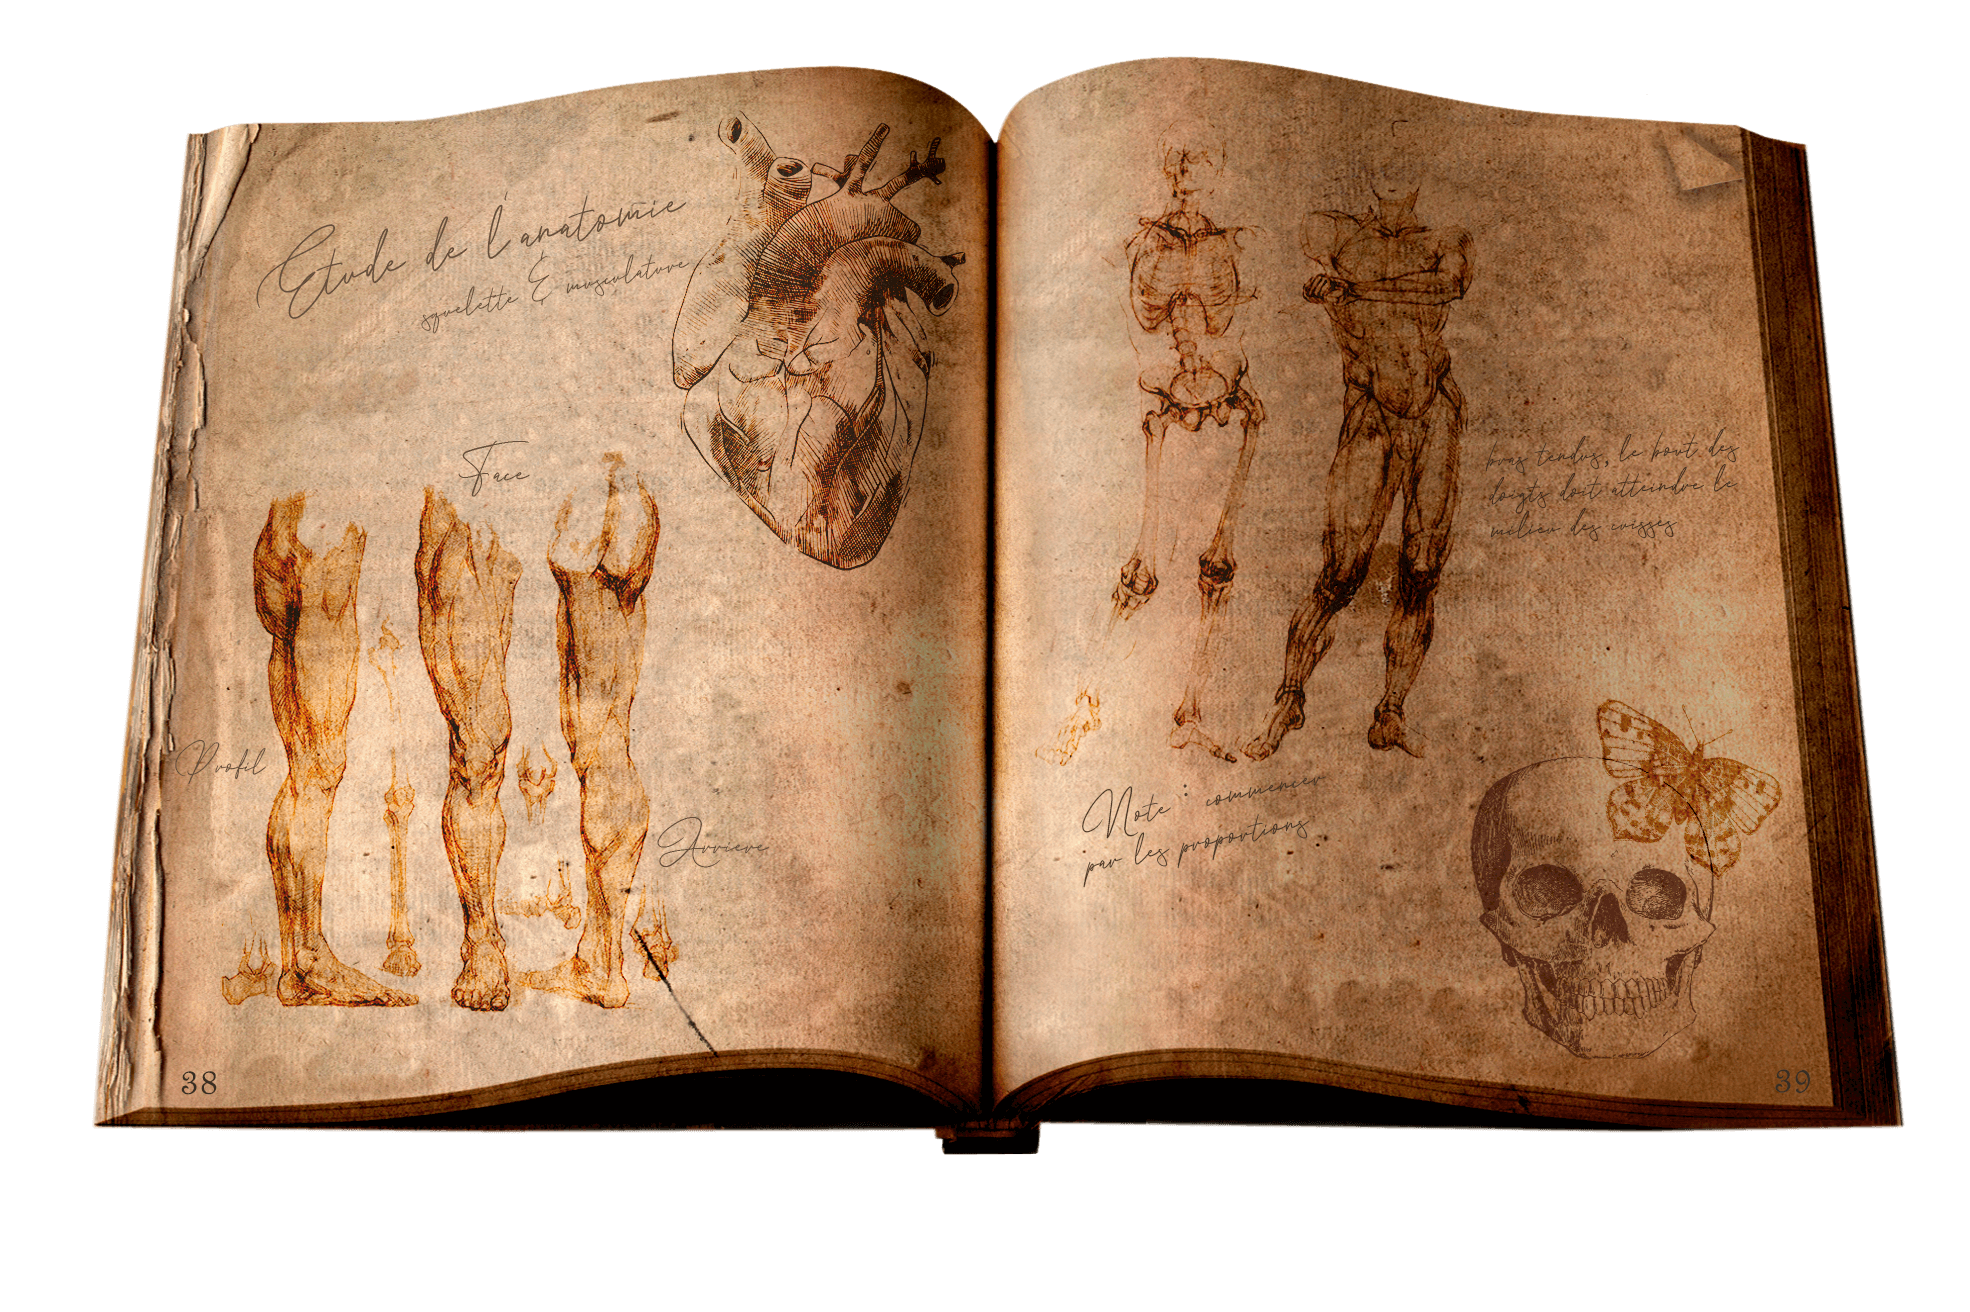 Etude de l'anatomie
squelette & musculature
Face
Profil
Arriere
38
bras tendus, le bout des
doigts doit atteindre le
milieu des cuisses
Note : commencer
par les proportions
39